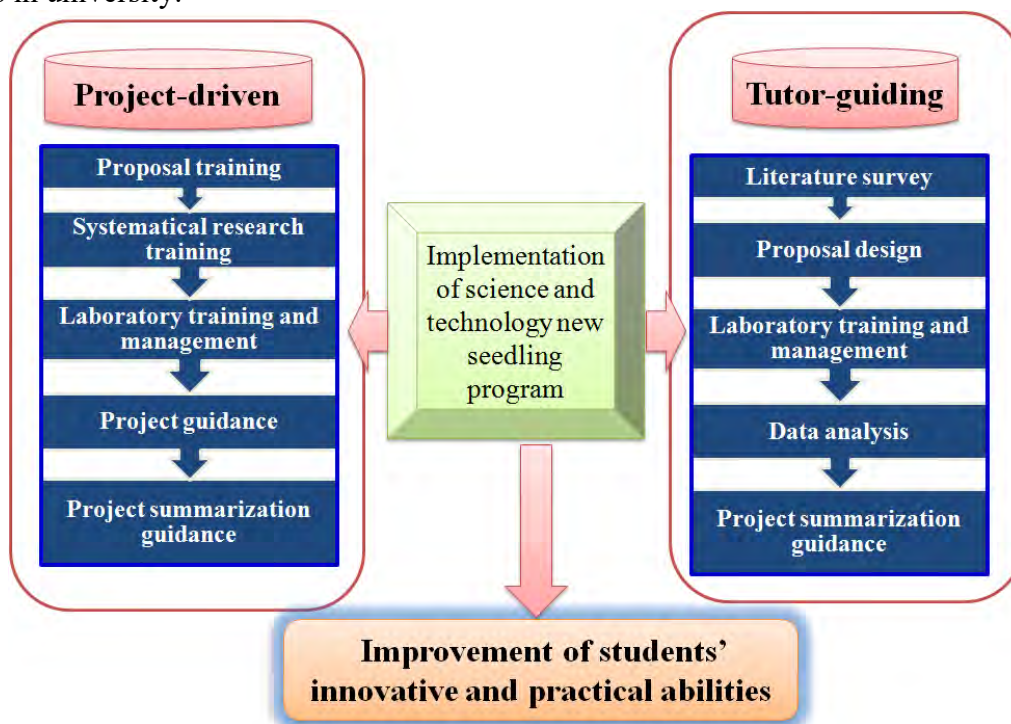 in university.
Project-driven
Proposal training
Systematical research
training
Laboratory training and
management
Project guidance
Project summarization
guidance
Implementation
of science and
technology new
seedling
program
Tutor-guiding
Literature survey
Proposal design
Laboratory training and
management
Data analysis
Project summarization
guidance
Improvement of students’
innovative and practical abilities